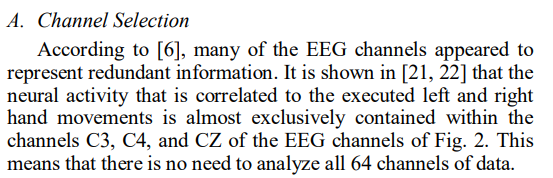 A. Channel Selection
According to [6], many of the EEG channels appeared to
represent redundant information. It is shown in [21, 22] that the
neural activity that is correlated to the executed left and right
hand movements is almost exclusively contained within the
channels C3, C4, and CZ of the EEG channels of Fig. 2. This
means that there is no need to analyze all 64 channels of data.